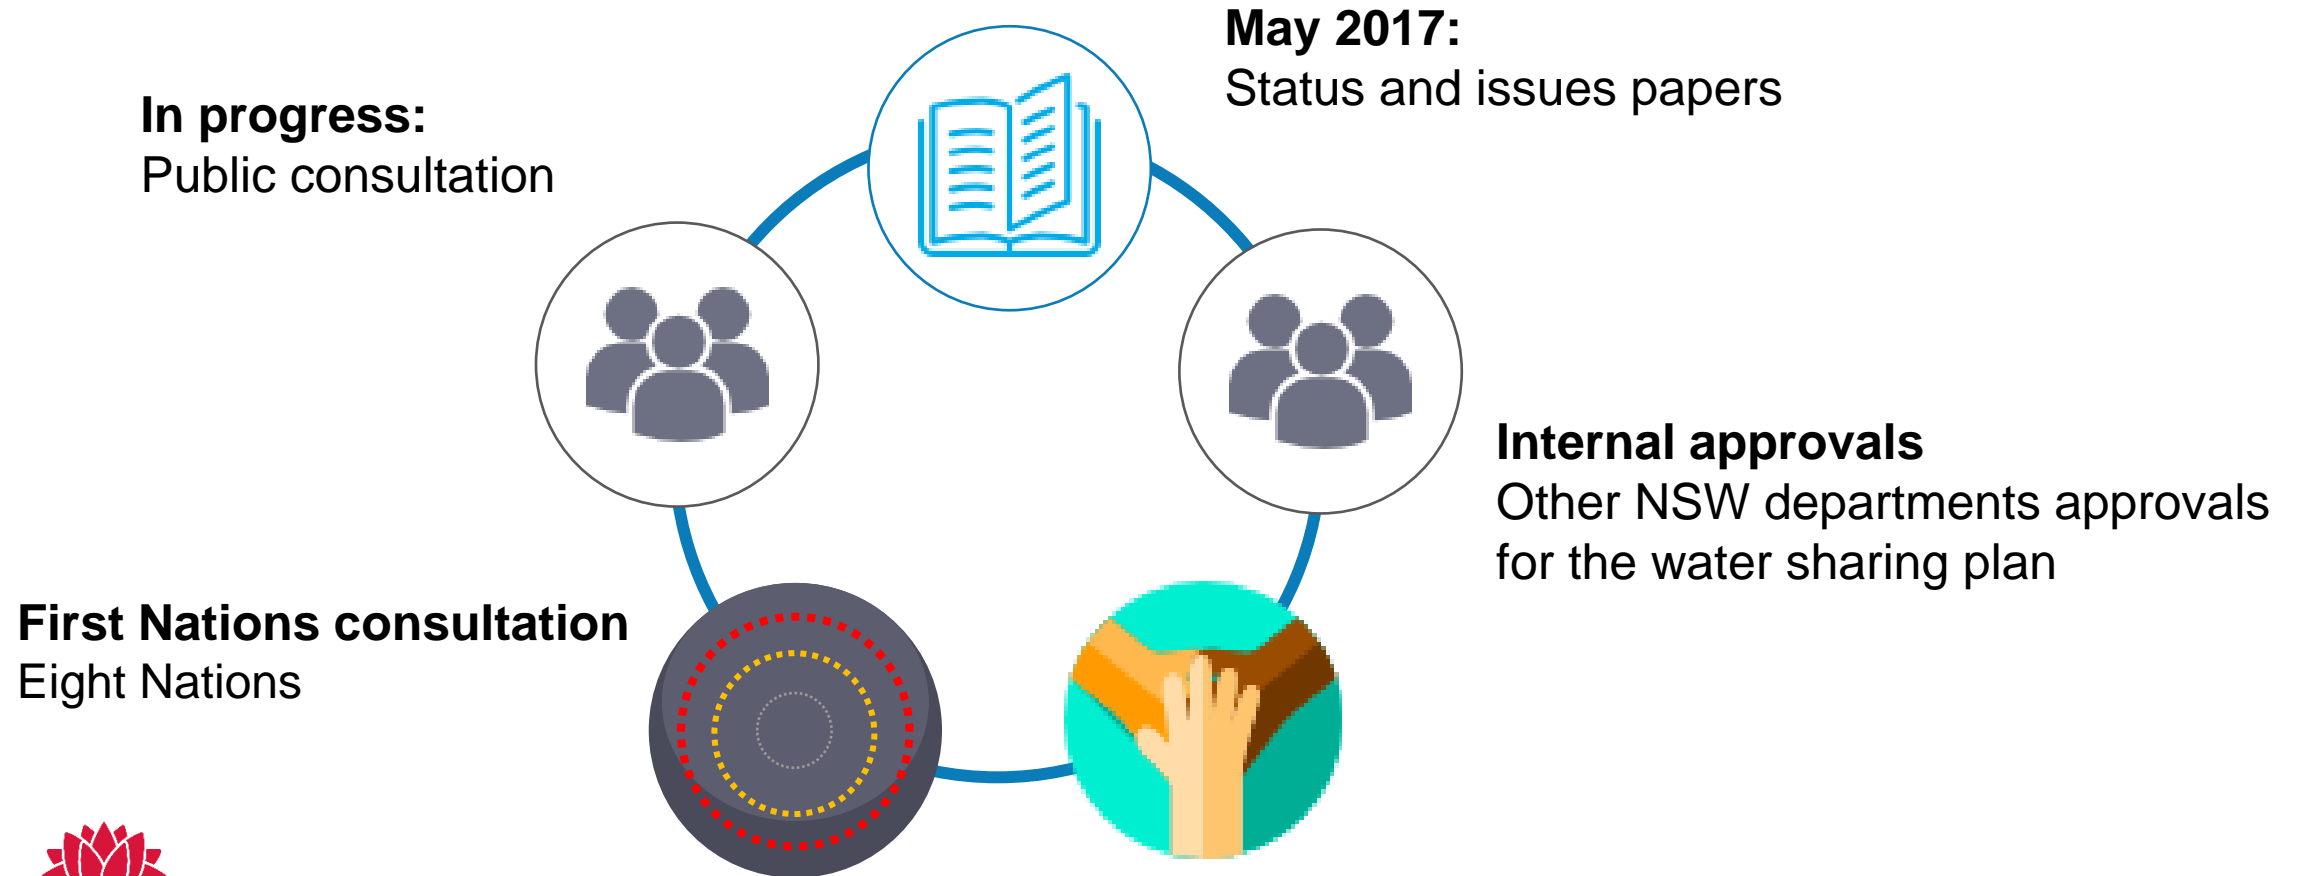 May 2017:
Status and issues papers
In progress:
Public consultation
Internal approvals
Other NSW departments approvals
for the water sharing plan
First Nations consultation
Eight Nations